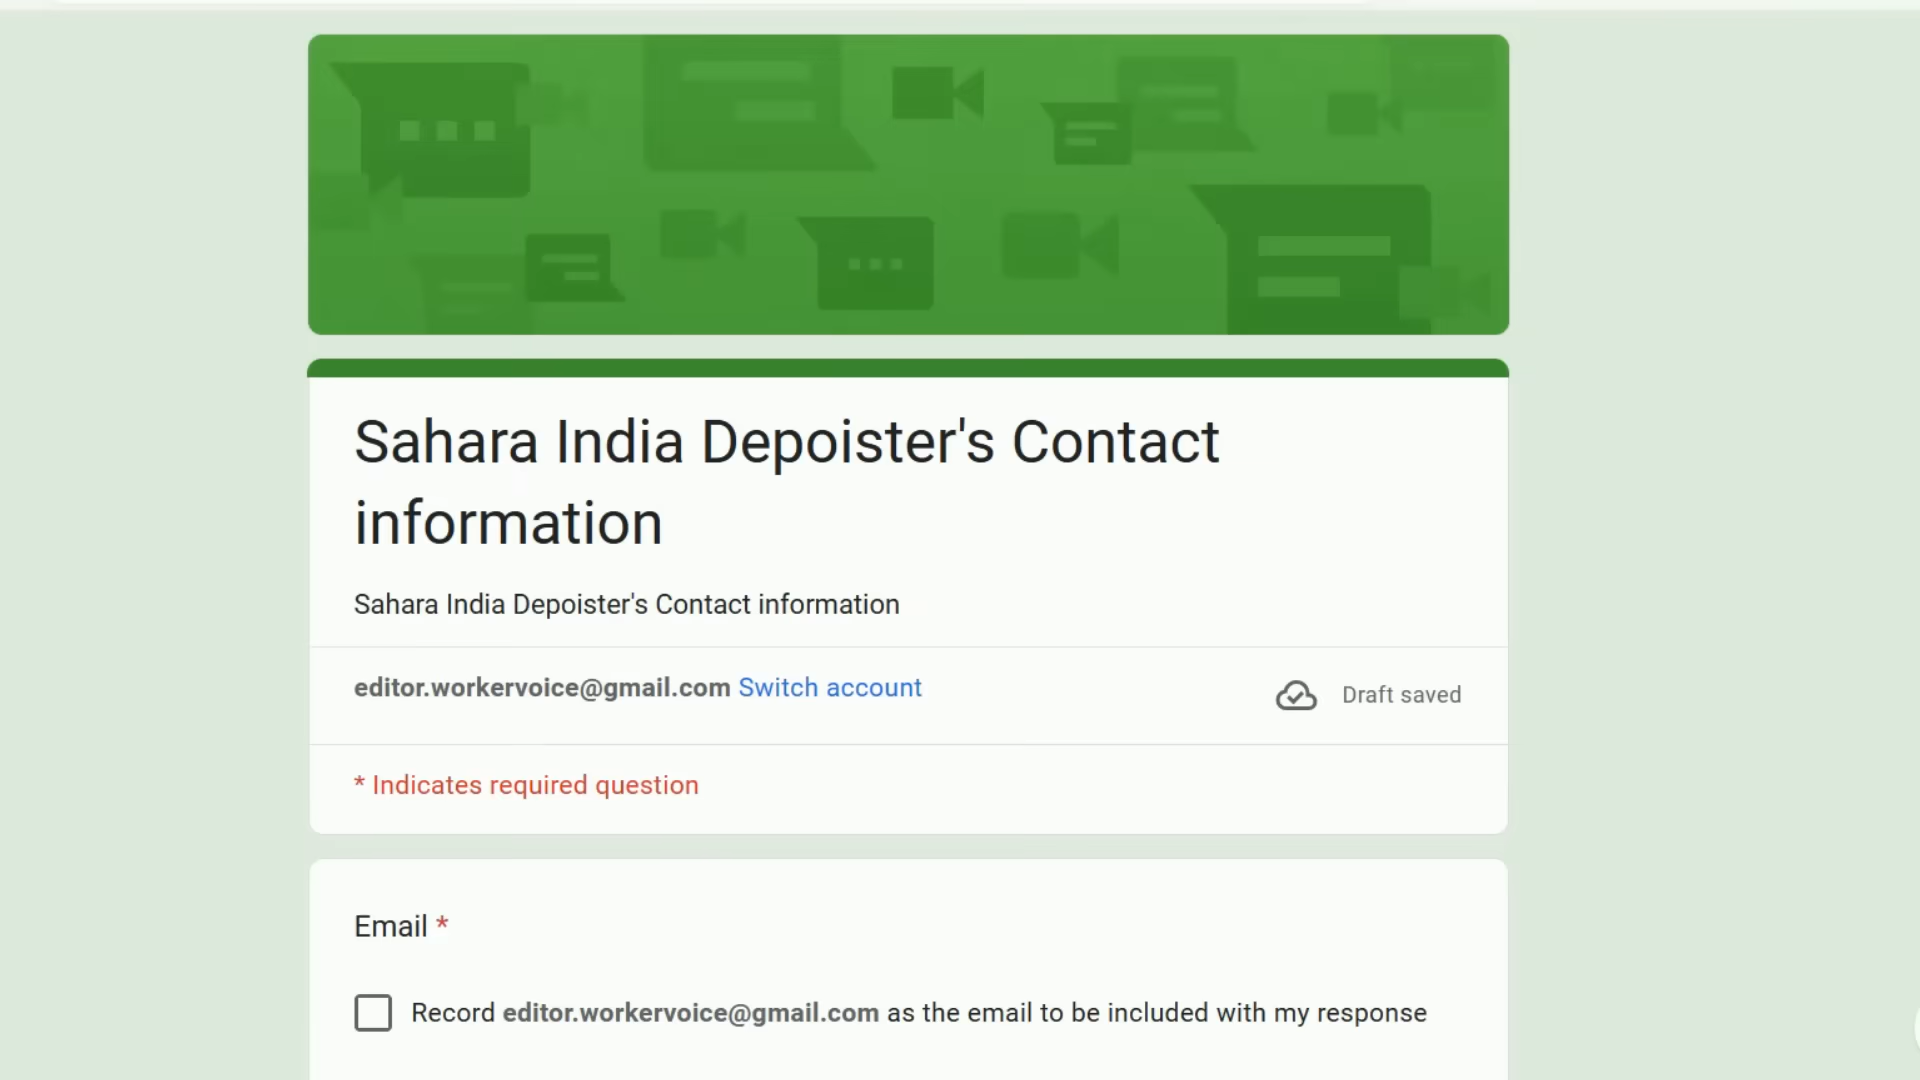 Sahara India Depoister's Contact
information
Sahara India Depoister's Contact information
editor.workervoice@gmail.com Switch account
Draft saved
* Indicates required question
Email *
Record editor.workervoice@gmail.com as the email to be included with my response